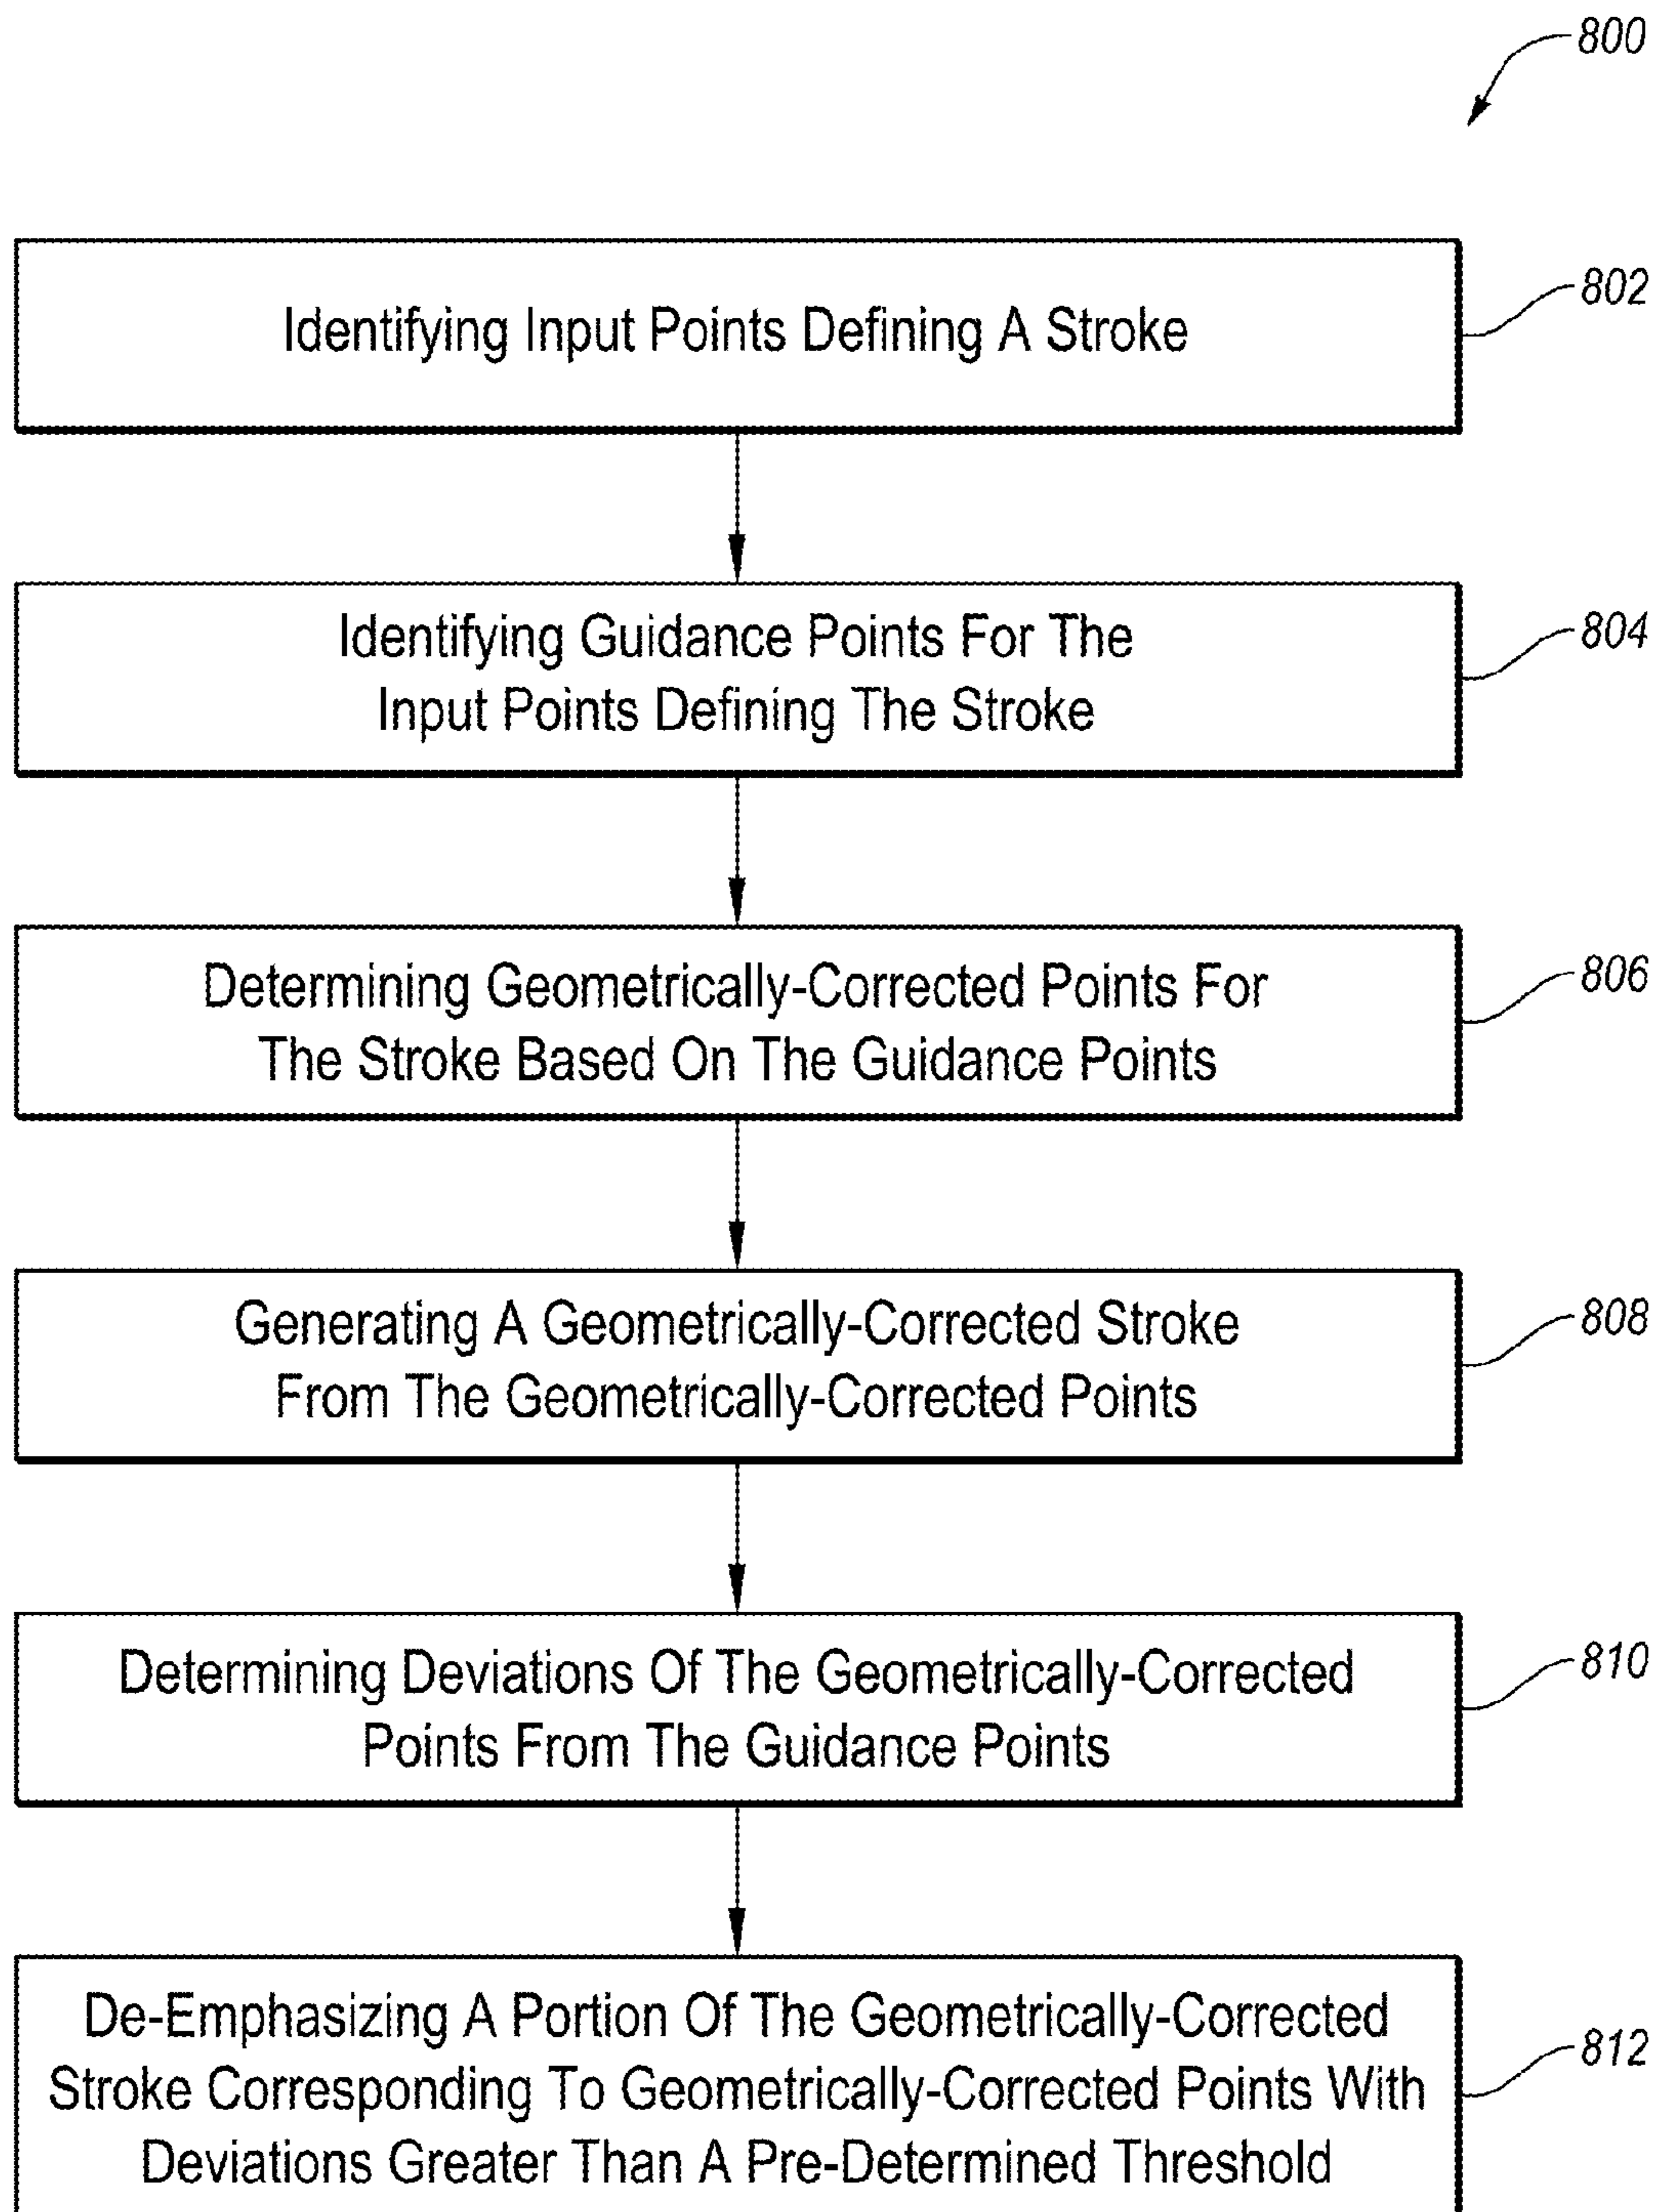 800
Identifying Input Points Defining A Stroke
802
Identifying Guidance Points For The
Input Points Defining The Stroke
804
Determining Geometrically-Corrected Points For
The Stroke Based On The Guidance Points
806
Generating A Geometrically-Corrected Stroke
From The Geometrically-Corrected Points
808
Determining Deviations Of The Geometrically-Corrected
Points From The Guidance Points
810
De-Emphasizing A Portion Of The Geometrically-Corrected
Stroke Corresponding To Geometrically-Corrected Points With
Deviations Greater Than A Pre-Determined Threshold
812